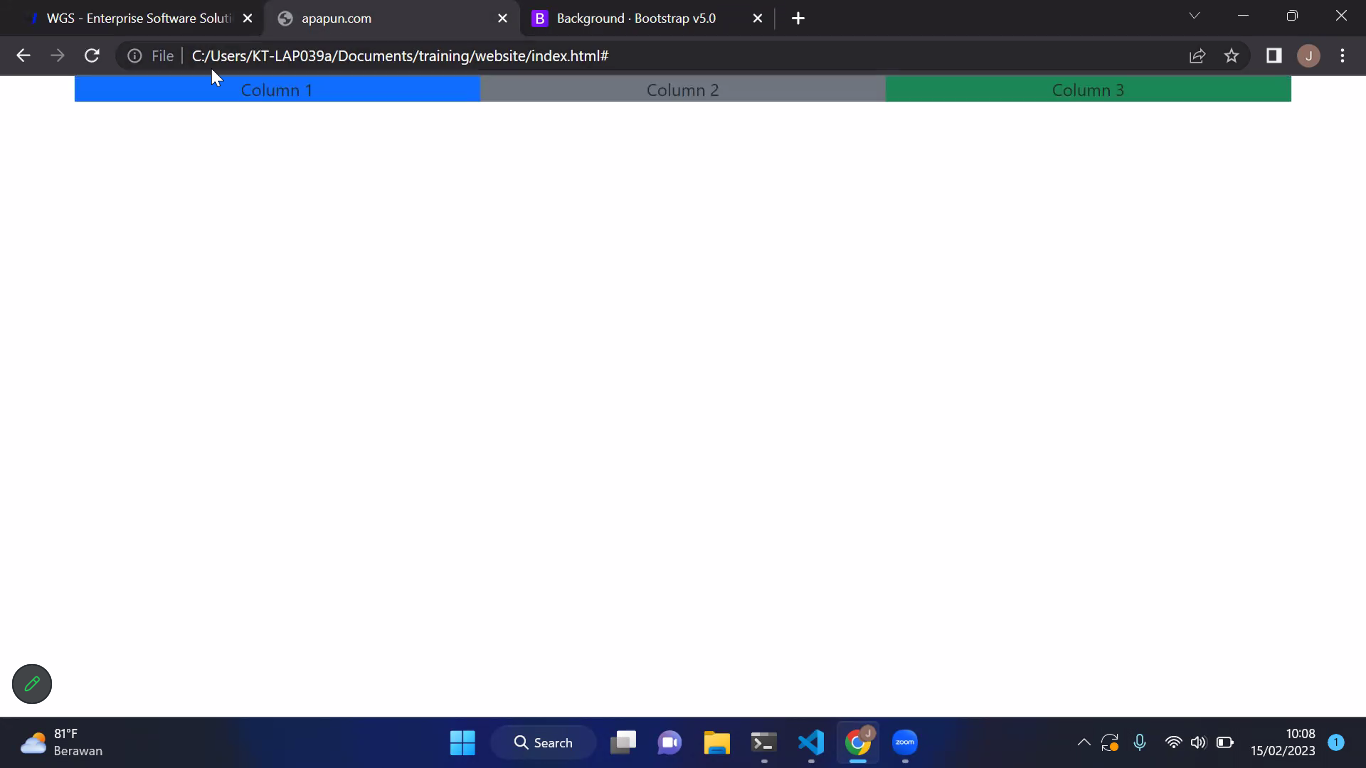 WGS - Enterprise Software Soluti
apapun.com
B Background · Bootstrap v5.0
File C:/Users/KT-LAP039a/Documents/training/website/index.html#
J
Column 1 Column 2 Column 3
81°F
Berawan
Search
J
zoom
10:08
15/02/2023
1